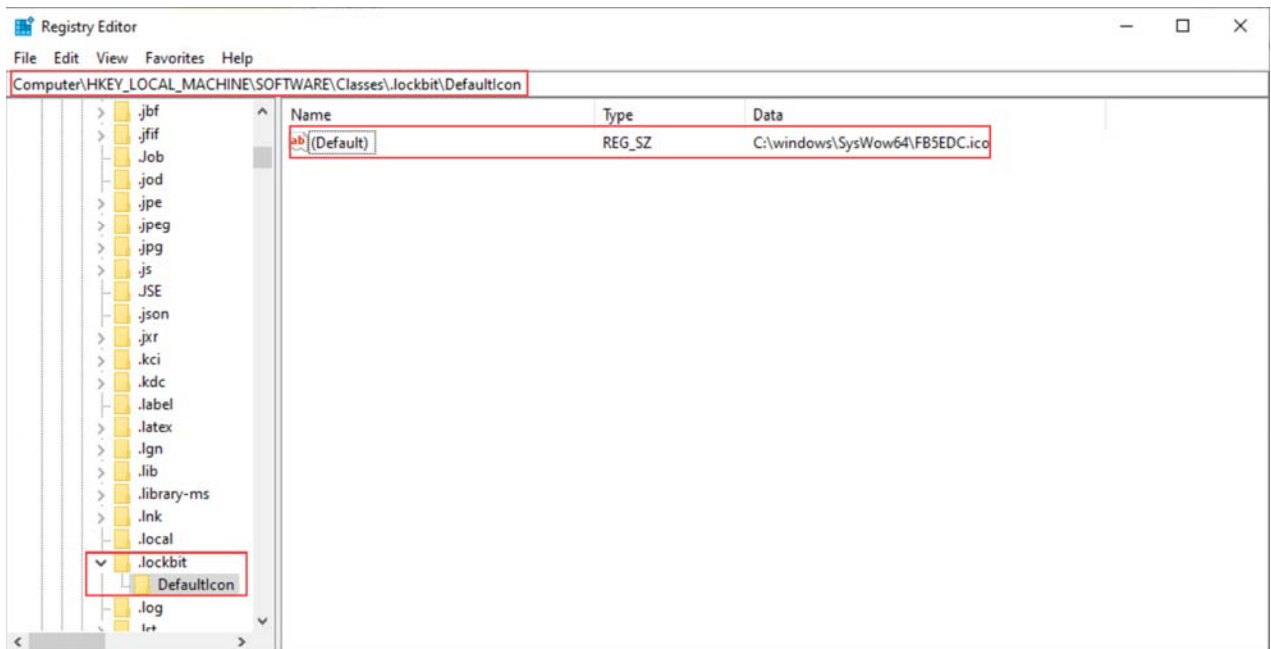 Registry Editor
File Edit View Favorites Help
Computer\HKEY_LOCAL_MACHINE\SOFTWARE\Classes\.lockbit\DefaultIcon
Name Type Data
ab (Default) REG_SZ C:\windows\SysWow64\FB5EDC.ico
.jbf
.jfif
.Job
.jod
.jpe
.jpeg
.jpg
.js
.JSE
.json
.jxr
.kci
.kdc
.label
.latex
.lgn
.lib
.library-ms
.lnk
.local
.lockbit
DefaultIcon
.log